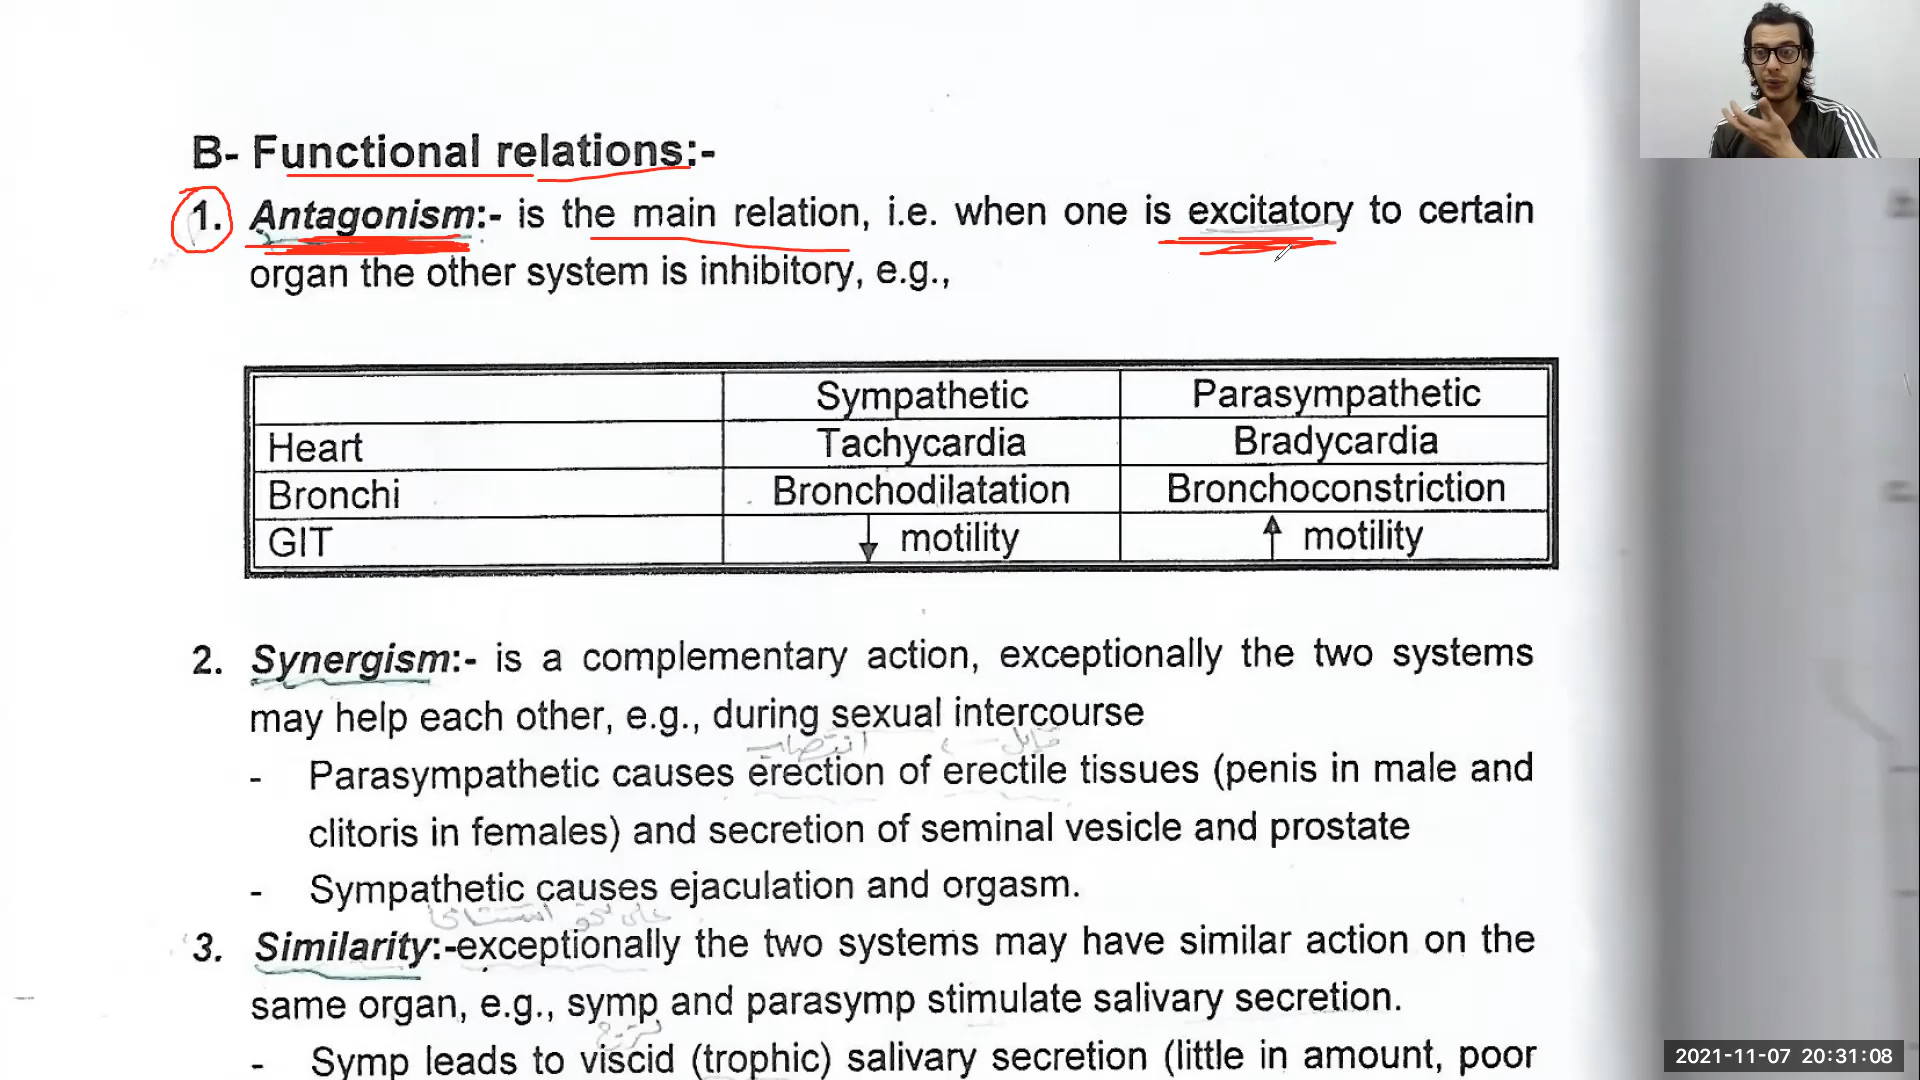 B- Functional relations:-
1. Antagonism:- is the main relation, i.e. when one is excitatory to certain
organ the other system is inhibitory, e.g.,
Sympathetic Parasympathetic
Heart Tachycardia Bradycardia
Bronchi Bronchodilatation Bronchoconstriction
GIT ↓ motility ↑ motility
2. Synergism:- is a complementary action, exceptionally the two systems
may help each other, e.g., during sexual intercourse
انتصاب
- Parasympathetic causes erection of erectile tissues (penis in male and
clitoris in females) and secretion of seminal vesicle and prostate
- Sympathetic causes ejaculation and orgasm.
على نحو استثنائي
3. Similarity:-exceptionally the two systems may have similar action on the
same organ, e.g., symp and parasymp stimulate salivary secretion.
- Symp leads to viscid (trophic) salivary secretion (little in amount, poor
2021-11-07 20:31:08